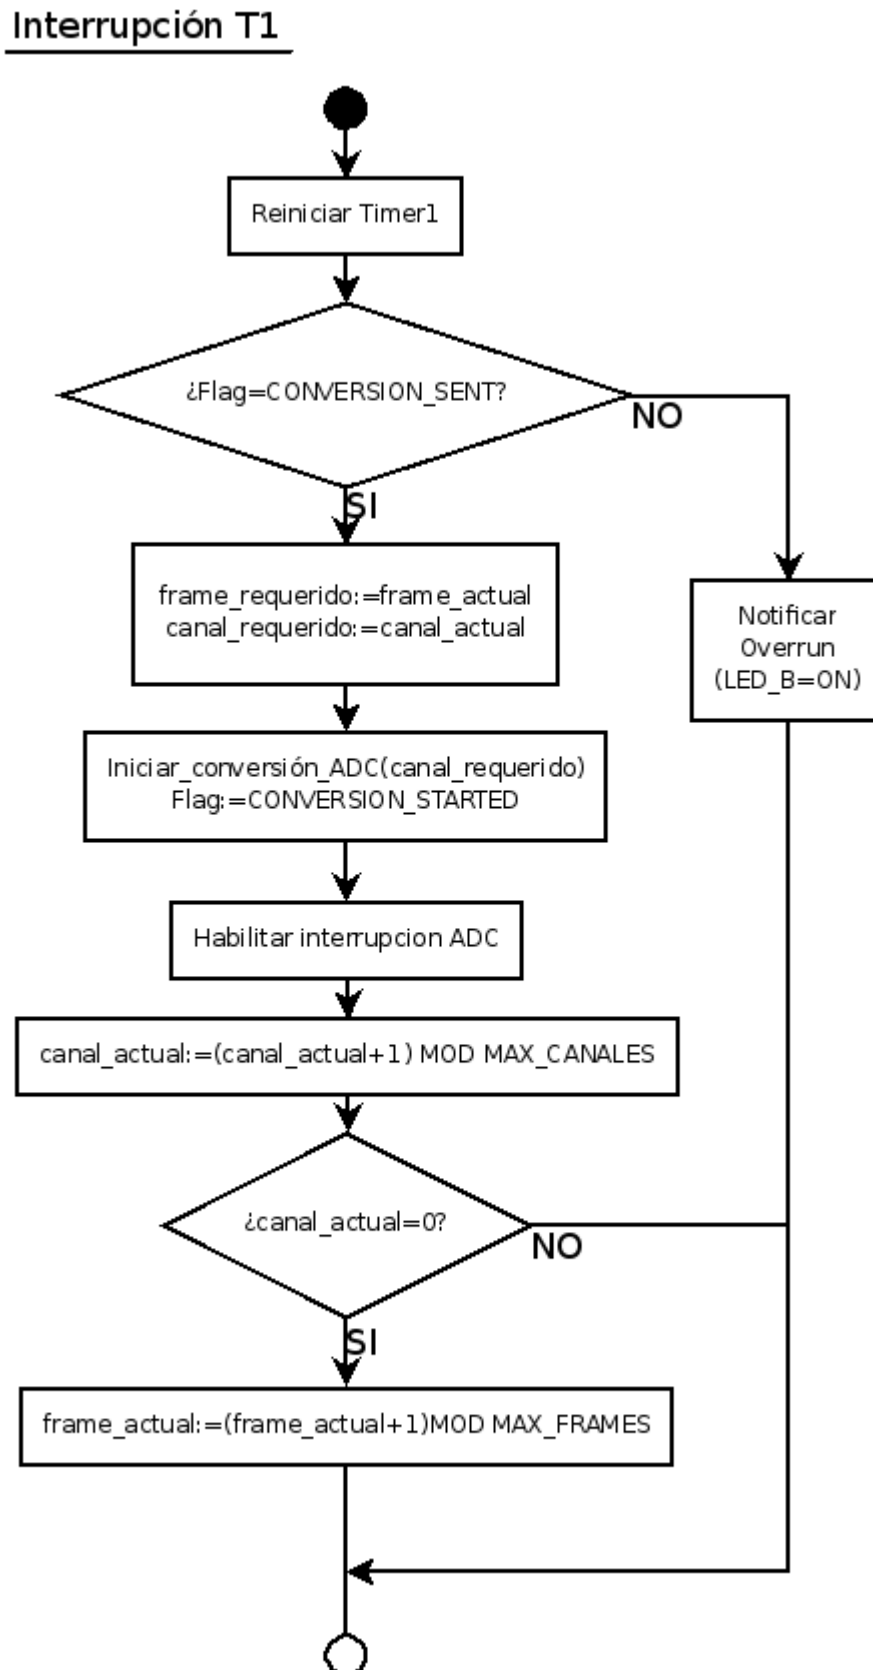 Interrupción T1
Reiniciar Timer1
¿Flag=CONVERSION_SENT?
NO
SI
frame_requerido:=frame_actual
canal_requerido:=canal_actual
Notificar
Overrun
(LED_B=ON)
Iniciar_conversión_ADC(canal_requerido)
Flag:=CONVERSION_STARTED
Habilitar interrupcion ADC
canal_actual:=(canal_actual+1) MOD MAX_CANALES
¿canal_actual=0?
NO
SI
frame_actual:=(frame_actual+1)MOD MAX_FRAMES